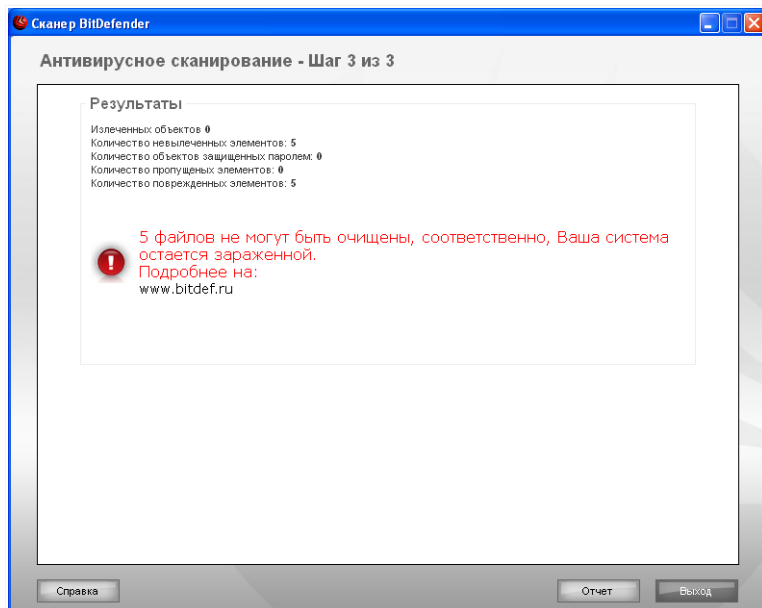 Сканер BitDefender
Антивирусное сканирование - Шаг 3 из 3
Результаты
Излеченных объектов 0
Количество невылеченных элементов: 5
Количество объектов защищенных паролем: 0
Количество пропущеных элементов: 0
Количество поврежденных элементов: 5
5 файлов не могут быть очищены, соответственно, Ваша система
остается зараженной.
Подробнее на:
www.bitdef.ru
Справка
Отчет
Выход